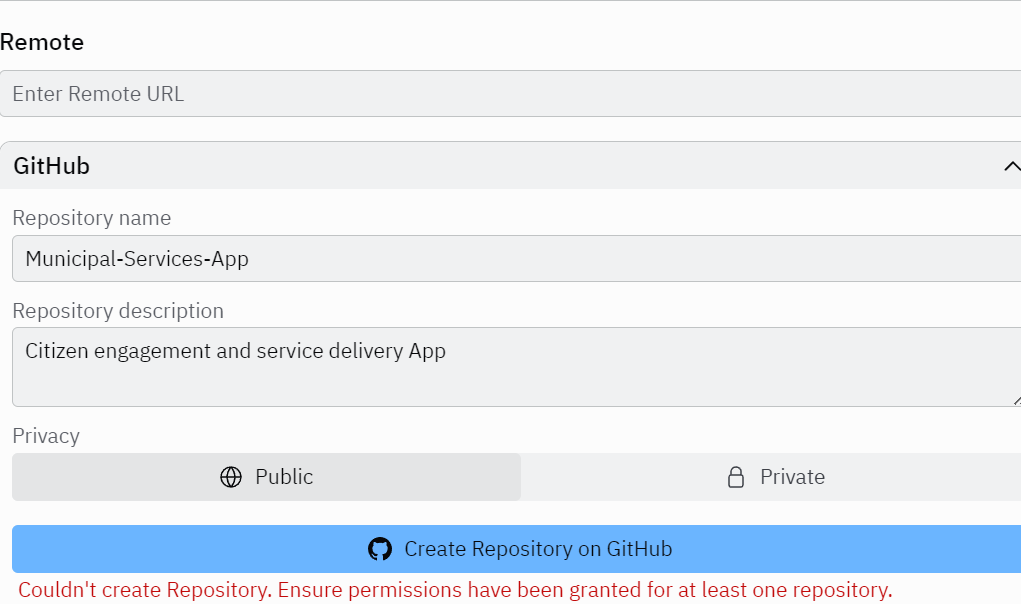 Remote
Enter Remote URL
GitHub
Repository name
Municipal-Services-App
Repository description
Citizen engagement and service delivery App
Privacy
Public
Private
Create Repository on GitHub
Couldn't create Repository. Ensure permissions have been granted for at least one repository.